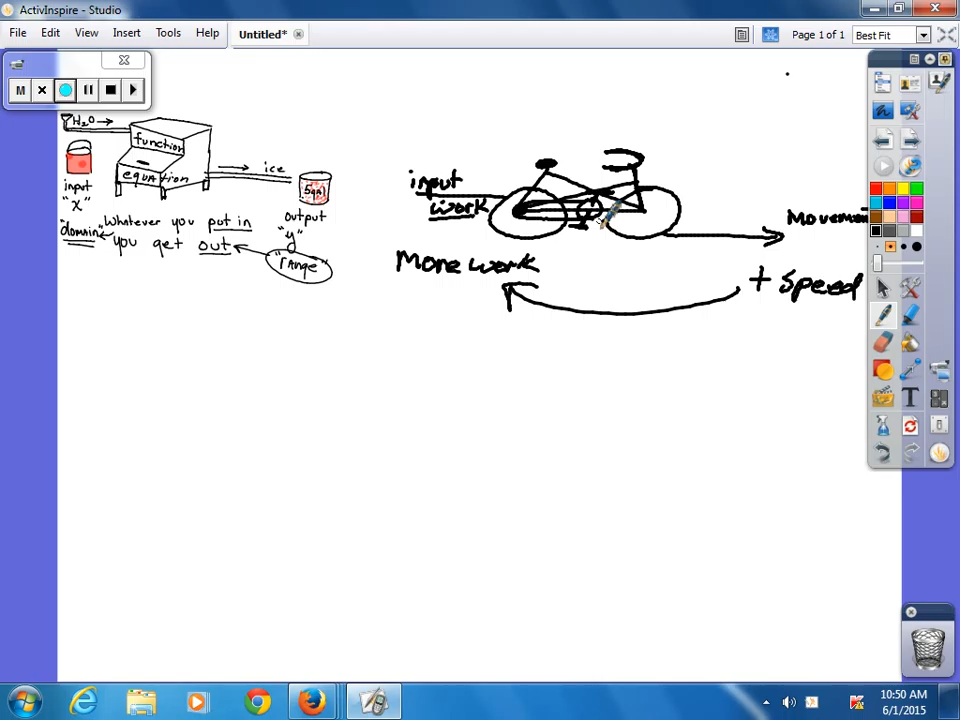 ActivInspire - Studio
File Edit View Insert Tools Help Untitled* Page 1 of 1 Best Fit
M
H2O
function
equation
ice
5gal
input
"x"
output
"y"
"domain"
Whatever you put in
you get out
"range"
input
work
Movemen
More work
+ Speed
10:50 AM
6/1/2015